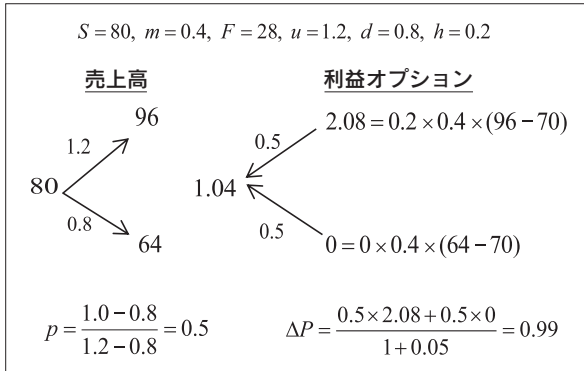 S = 80, m = 0.4, F = 28, u = 1.2, d = 0.8, h = 0.2
売上高 利益オプション
96 2.08 = 0.2 × 0.4 × (96 − 70)
1.2 0.5
80 1.04
0.8 0.5
64 0 = 0 × 0.4 × (64 − 70)
p = (1.0 − 0.8) / (1.2 − 0.8) = 0.5 ΔP = (0.5 × 2.08 + 0.5 × 0) / (1 + 0.05) = 0.99